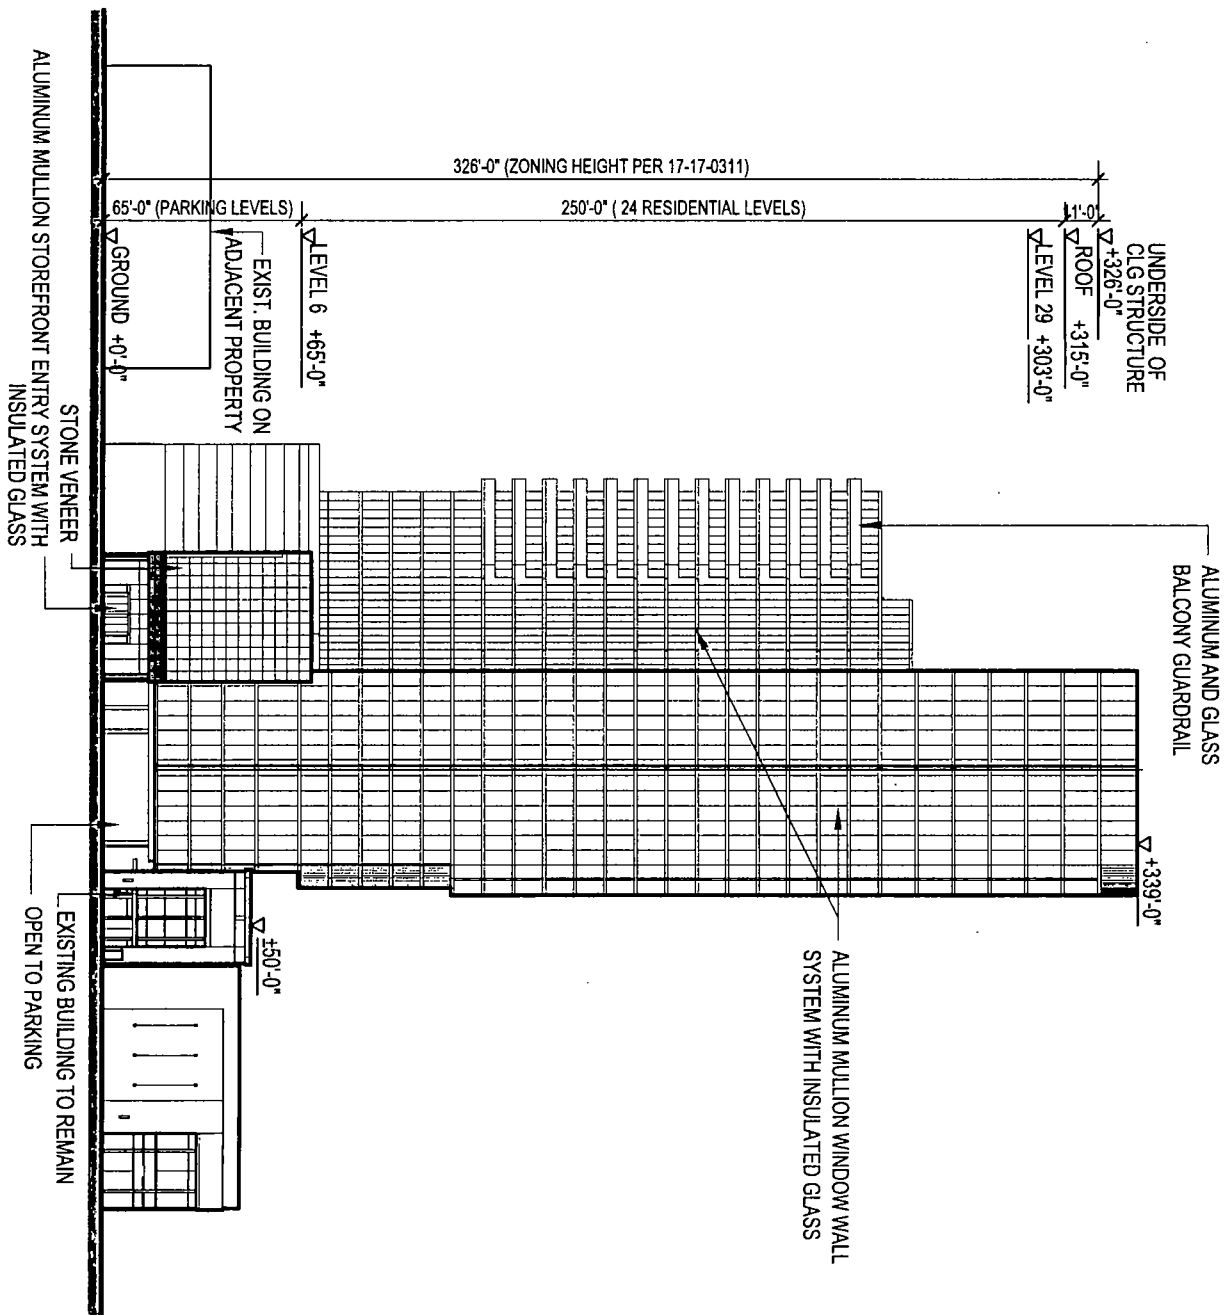 UNDERSIDE OF
CLG STRUCTURE
+326'-0"
ROOF +315'-0"
LEVEL 29 +303'-0"
326'-0" (ZONING HEIGHT PER 17-17-0311)
65'-0" (PARKING LEVELS)
250'-0" ( 24 RESIDENTIAL LEVELS)
11'-0"
LEVEL 6 +65'-0"
EXIST. BUILDING ON
ADJACENT PROPERTY
GROUND +0'-0"
ALUMINUM AND GLASS
BALCONY GUARDRAIL
STONE VENEER
ALUMINUM MULLION STOREFRONT ENTRY SYSTEM WITH
INSULATED GLASS
+339'-0"
ALUMINUM MULLION WINDOW WALL
SYSTEM WITH INSULATED GLASS
±50'-0"
EXISTING BUILDING TO REMAIN
OPEN TO PARKING